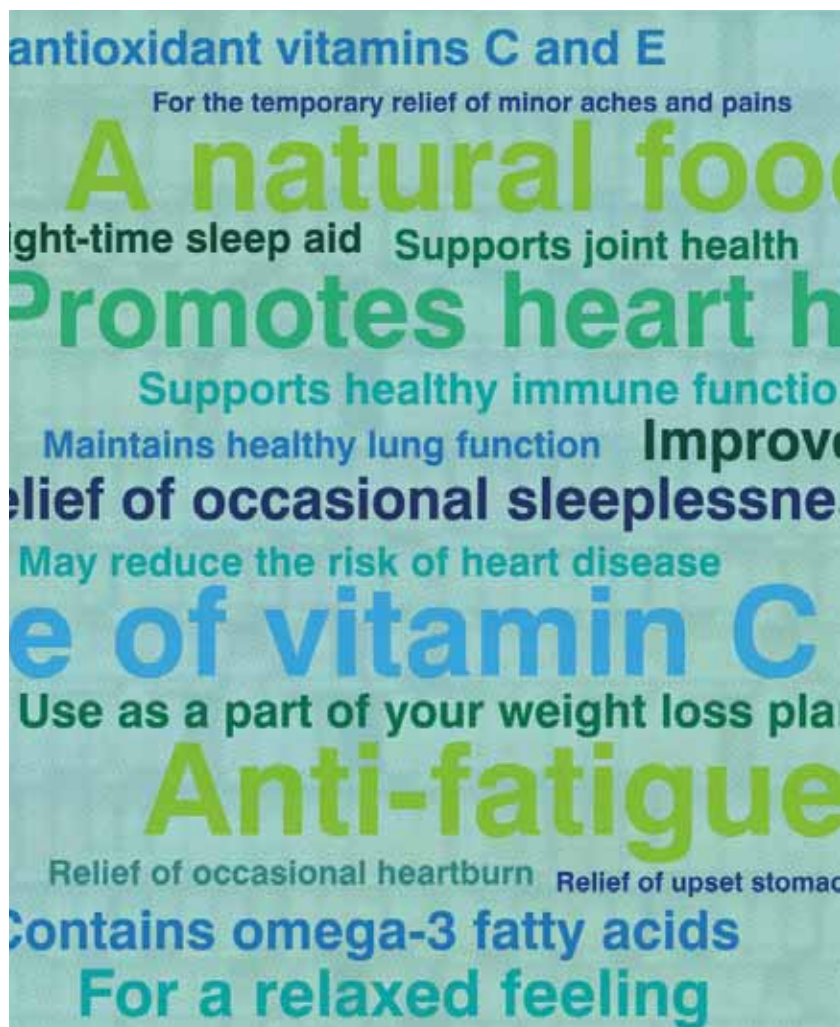 antioxidant vitamins C and E
For the temporary relief of minor aches and pains
A natural foo
ight-time sleep aid Supports joint health
Promotes heart h
Supports healthy immune functio
Maintains healthy lung function Improve
elief of occasional sleeplessne
May reduce the risk of heart disease
e of vitamin C
Use as a part of your weight loss pla
Anti-fatigue
Relief of occasional heartburn Relief of upset stomac
Contains omega-3 fatty acids
For a relaxed feeling